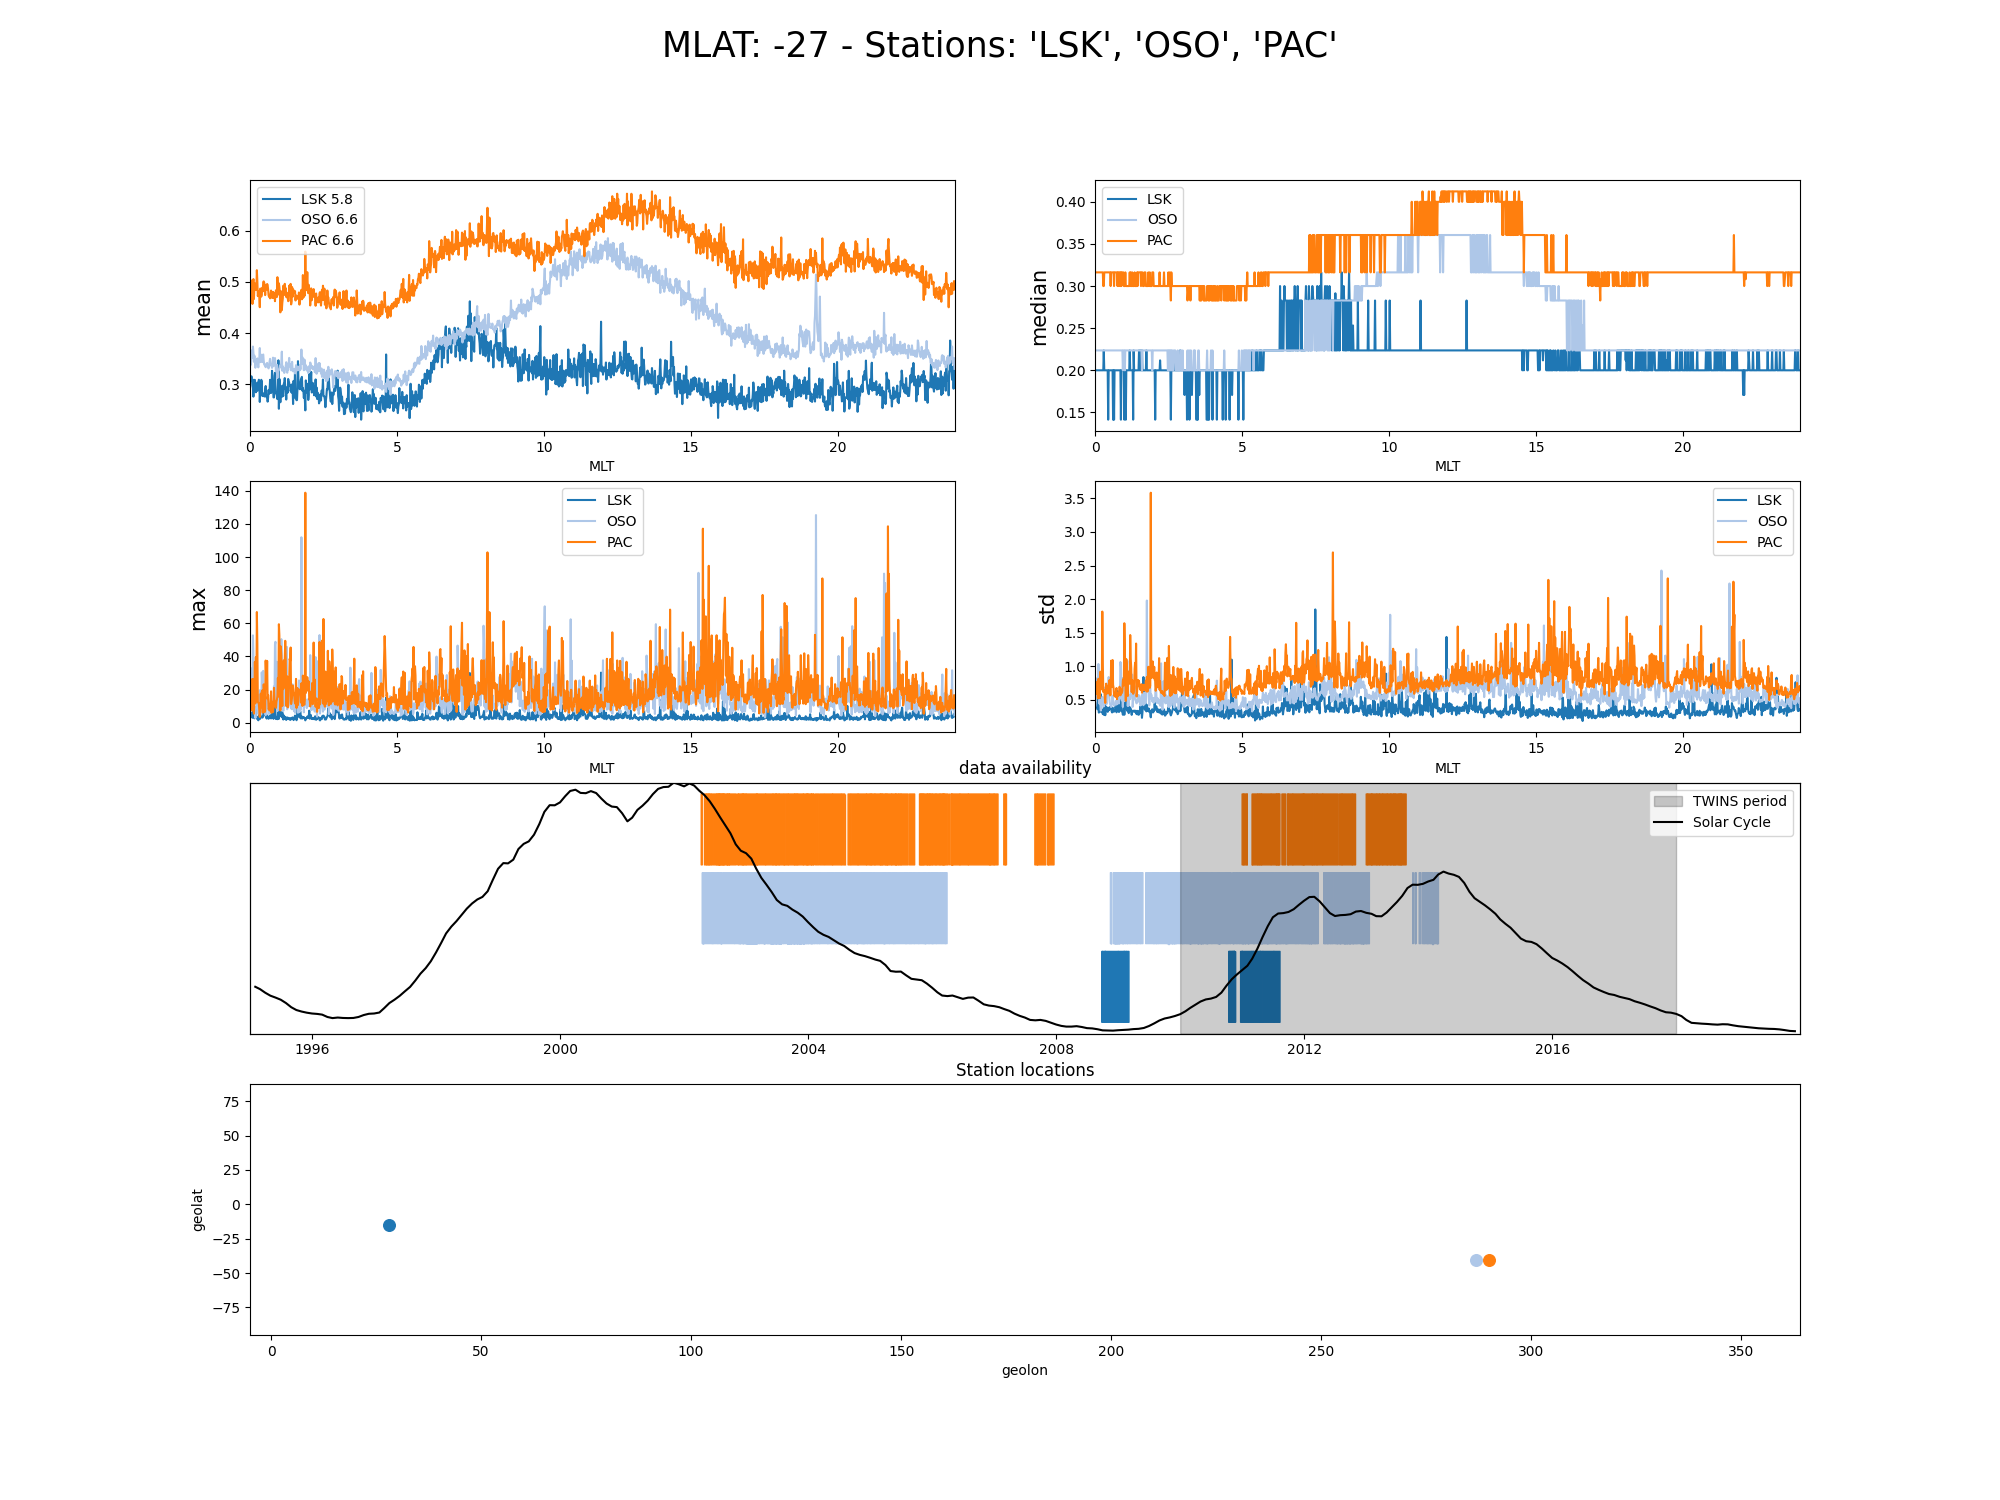 MLAT: -27 - Stations: 'LSK', 'OSO', 'PAC'
LSK 5.8
OSO 6.6
PAC 6.6
mean
0.6
0.5
0.4
0.3
0 5 10 15 20
MLT
LSK
OSO
PAC
median
0.40
0.35
0.30
0.25
0.20
0.15
0 5 10 15 20
MLT
LSK
OSO
PAC
max
140
120
100
80
60
40
20
0
0 5 10 15 20
MLT
LSK
OSO
PAC
std
3.5
3.0
2.5
2.0
1.5
1.0
0.5
0 5 10 15 20
MLT
data availability
TWINS period
Solar Cycle
1996 2000 2004 2008 2012 2016
Station locations
geolat
75
50
25
0
−25
−50
−75
0 50 100 150 200 250 300 350
geolon